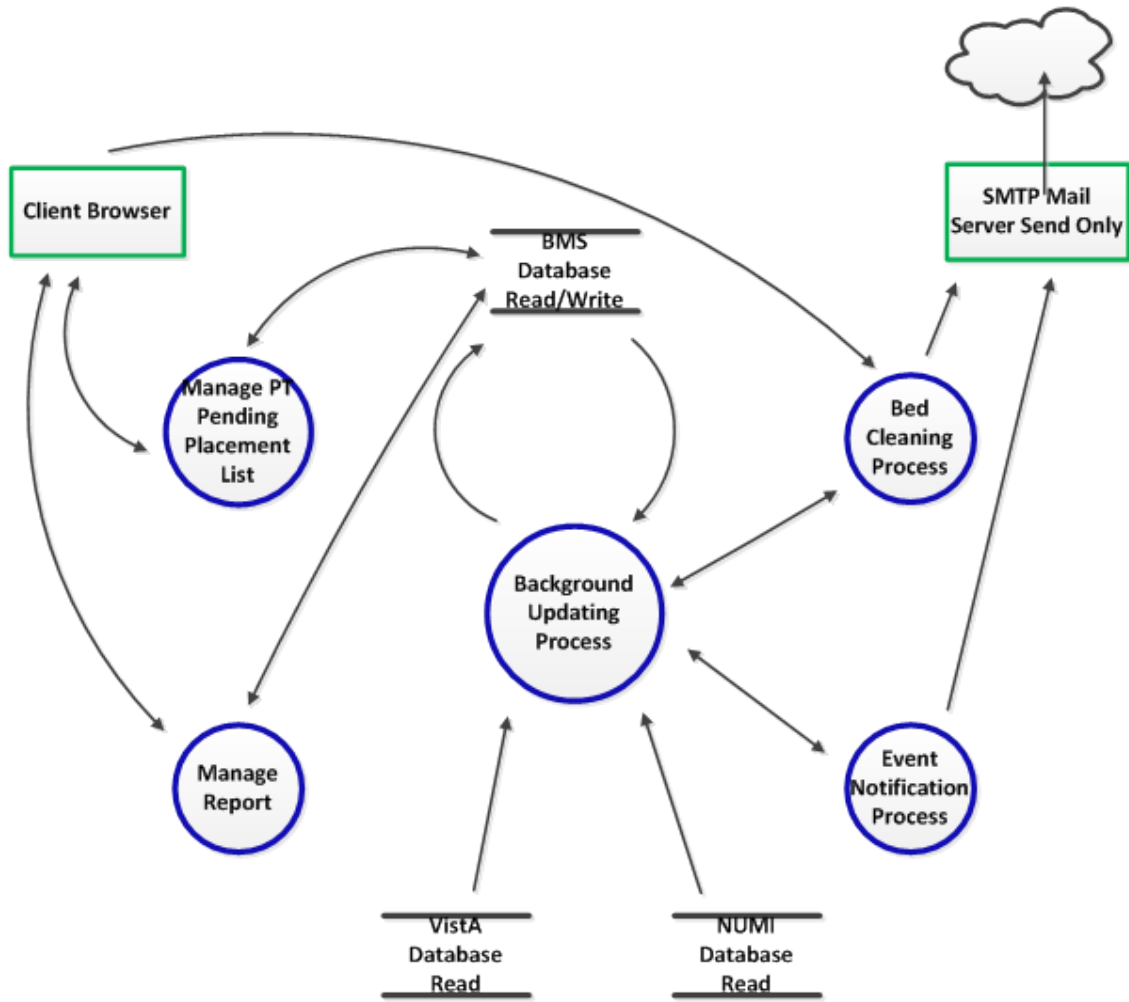 Client Browser
SMTP Mail
Server Send Only
BMS
Database
Read/Write
Manage PT
Pending
Placement
List
Bed
Cleaning
Process
Background
Updating
Process
Manage
Report
Event
Notification
Process
VistA
Database
Read
NUMI
Database
Read